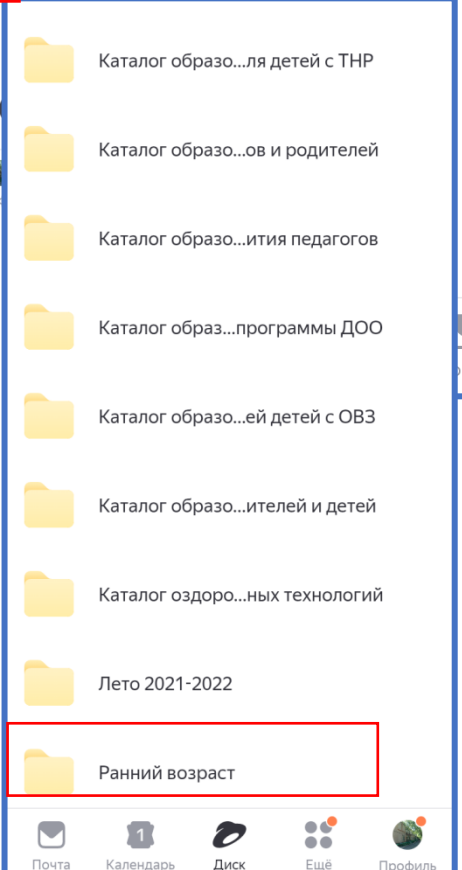 Каталог образо...ля детей с ТНР
Каталог образо...ов и родителей
Каталог образо...ития педагогов
Каталог образ...программы ДОО
Каталог образо...ей детей с ОВЗ
Каталог образо...ителей и детей
Каталог оздоро...ных технологий
Лето 2021-2022
Ранний возраст
1
Почта Календарь Диск Ещё Профиль